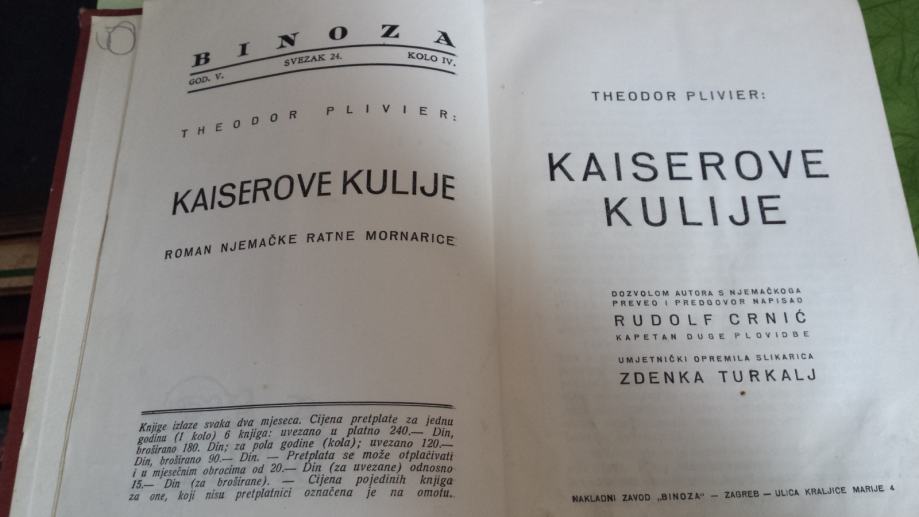 BINOZA
GOD. V. SVEZAK 24. KOLO IV.
THEODOR PLIVIER:
KAISEROVE KULIJE
ROMAN NJEMAČKE RATNE MORNARICE
Knjige izlaze svaka dva mjeseca. Cijena pretplate za jednu
godinu (1 kolo) 6 knjiga: uvezano u platno 240.— Din,
broširano 180. Din; za pola godine (kola); uvezano 120.—
Din, broširano 90.— Din. — Pretplata se može otplaćivati
i u mjesečnim obrocima od 20.— Din (za uvezane) odnosno
15.— Din (za broširane). — Cijena pojedinih knjiga
za one, koji nisu pretplatnici označena je na omotu.
THEODOR PLIVIER:
KAISEROVE
KULIJE
DOZVOLOM AUTORA S NJEMAČKOGA
PREVEO I PREDGOVOR NAPISAO
RUDOLF CRNIĆ
KAPETAN DUGE PLOVIDBE
UMJETNIČKI OPREMILA SLIKARICA
ZDENKA TURKALJ
NAKLADNI ZAVOD „BINOZA" — ZAGREB — ULICA KRALJICE MARIJE 4